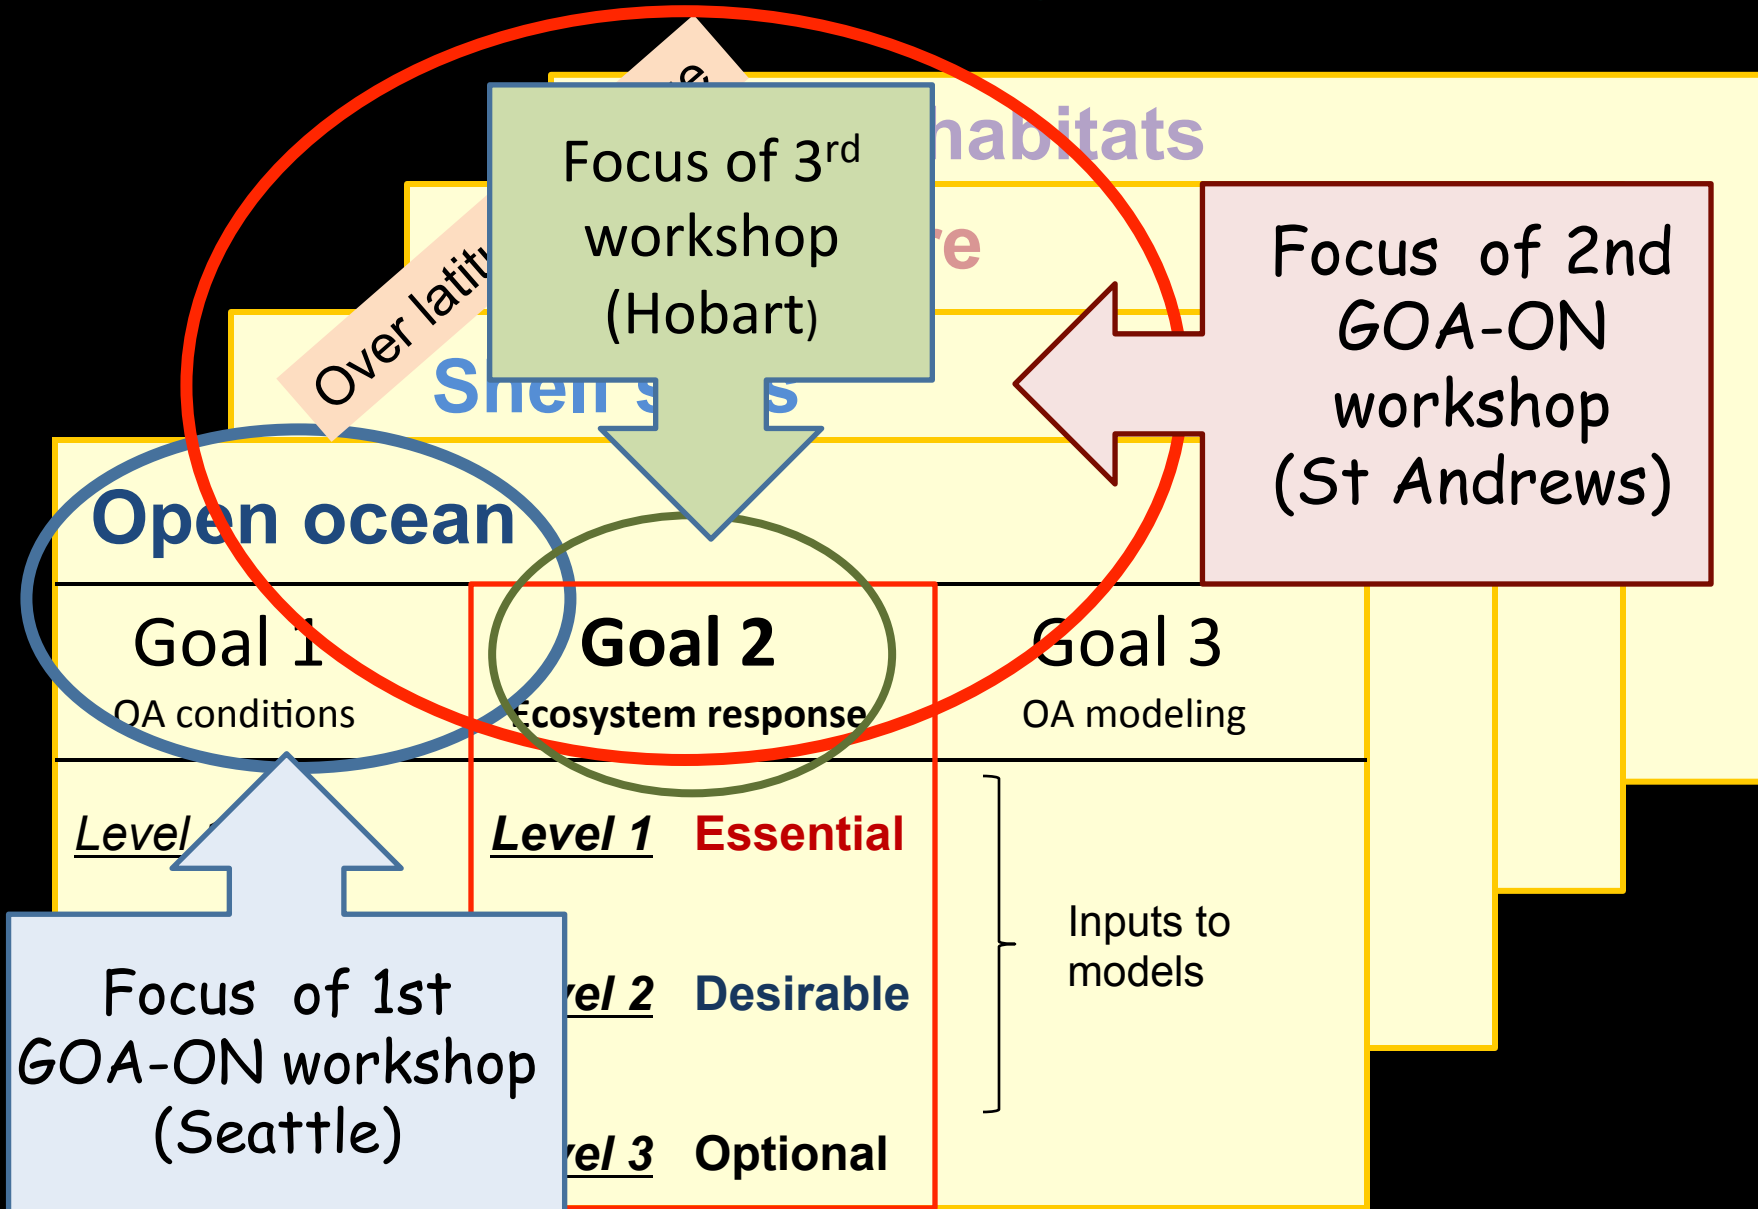 habitats
Focus of 3rd
workshop
(Hobart)
Focus of 2nd
GOA-ON
workshop
(St Andrews)
Over
Open ocean
Goal 1
OA conditions
Goal 2
Ecosystem response
Goal 3
OA modeling
Level
Level 1 Essential
Desirable
Optional
Inputs to
models
Focus of 1st
GOA-ON workshop
(Seattle)